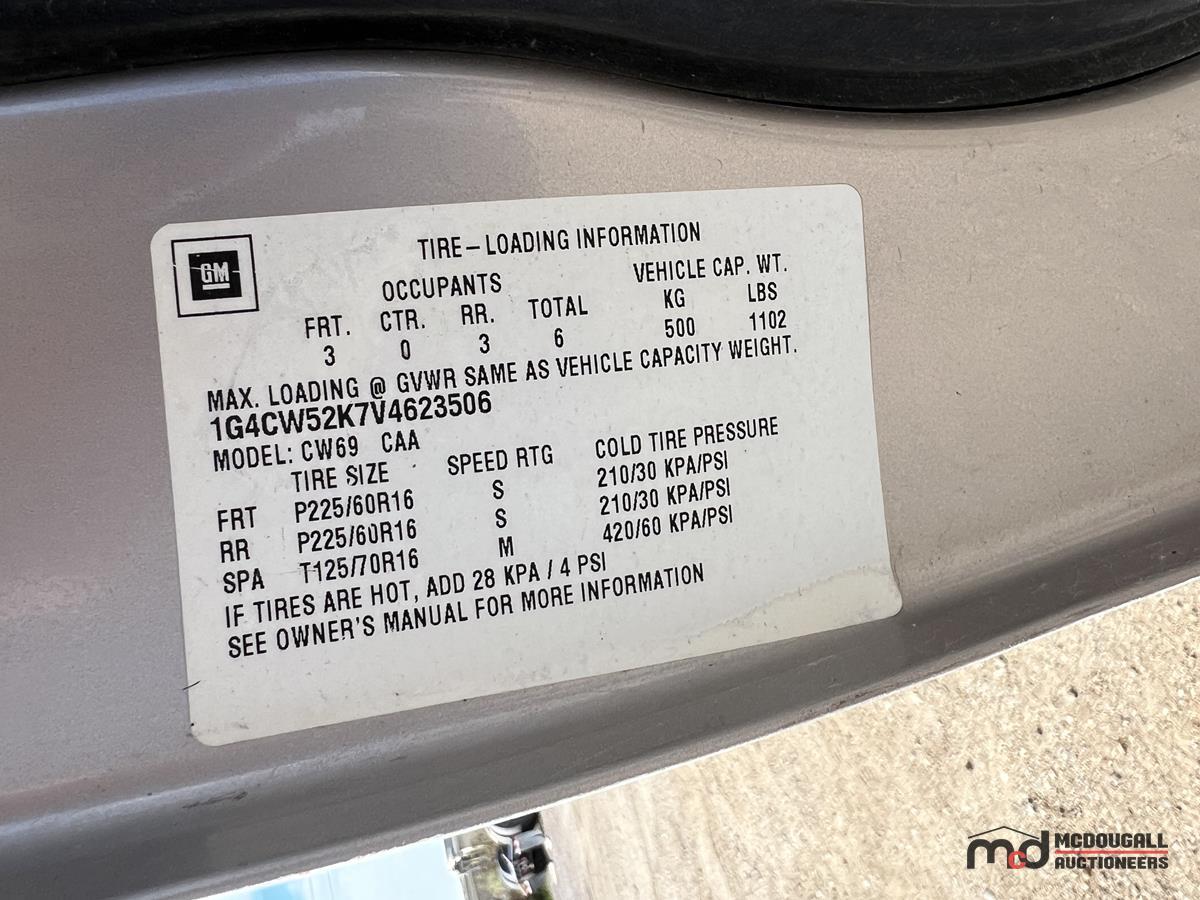 GM
TIRE – LOADING INFORMATION
OCCUPANTS VEHICLE CAP. WT.
FRT. CTR. RR. TOTAL KG LBS
3 0 3 6 500 1102
MAX. LOADING @ GVWR SAME AS VEHICLE CAPACITY WEIGHT.
1G4CW52K7V4623506
MODEL: CW69 CAA
TIRE SIZE SPEED RTG COLD TIRE PRESSURE
FRT P225/60R16 S 210/30 KPA/PSI
RR P225/60R16 S 210/30 KPA/PSI
SPA T125/70R16 M 420/60 KPA/PSI
IF TIRES ARE HOT, ADD 28 KPA / 4 PSI
SEE OWNER'S MANUAL FOR MORE INFORMATION
mcd MCDOUGALL
AUCTIONEERS